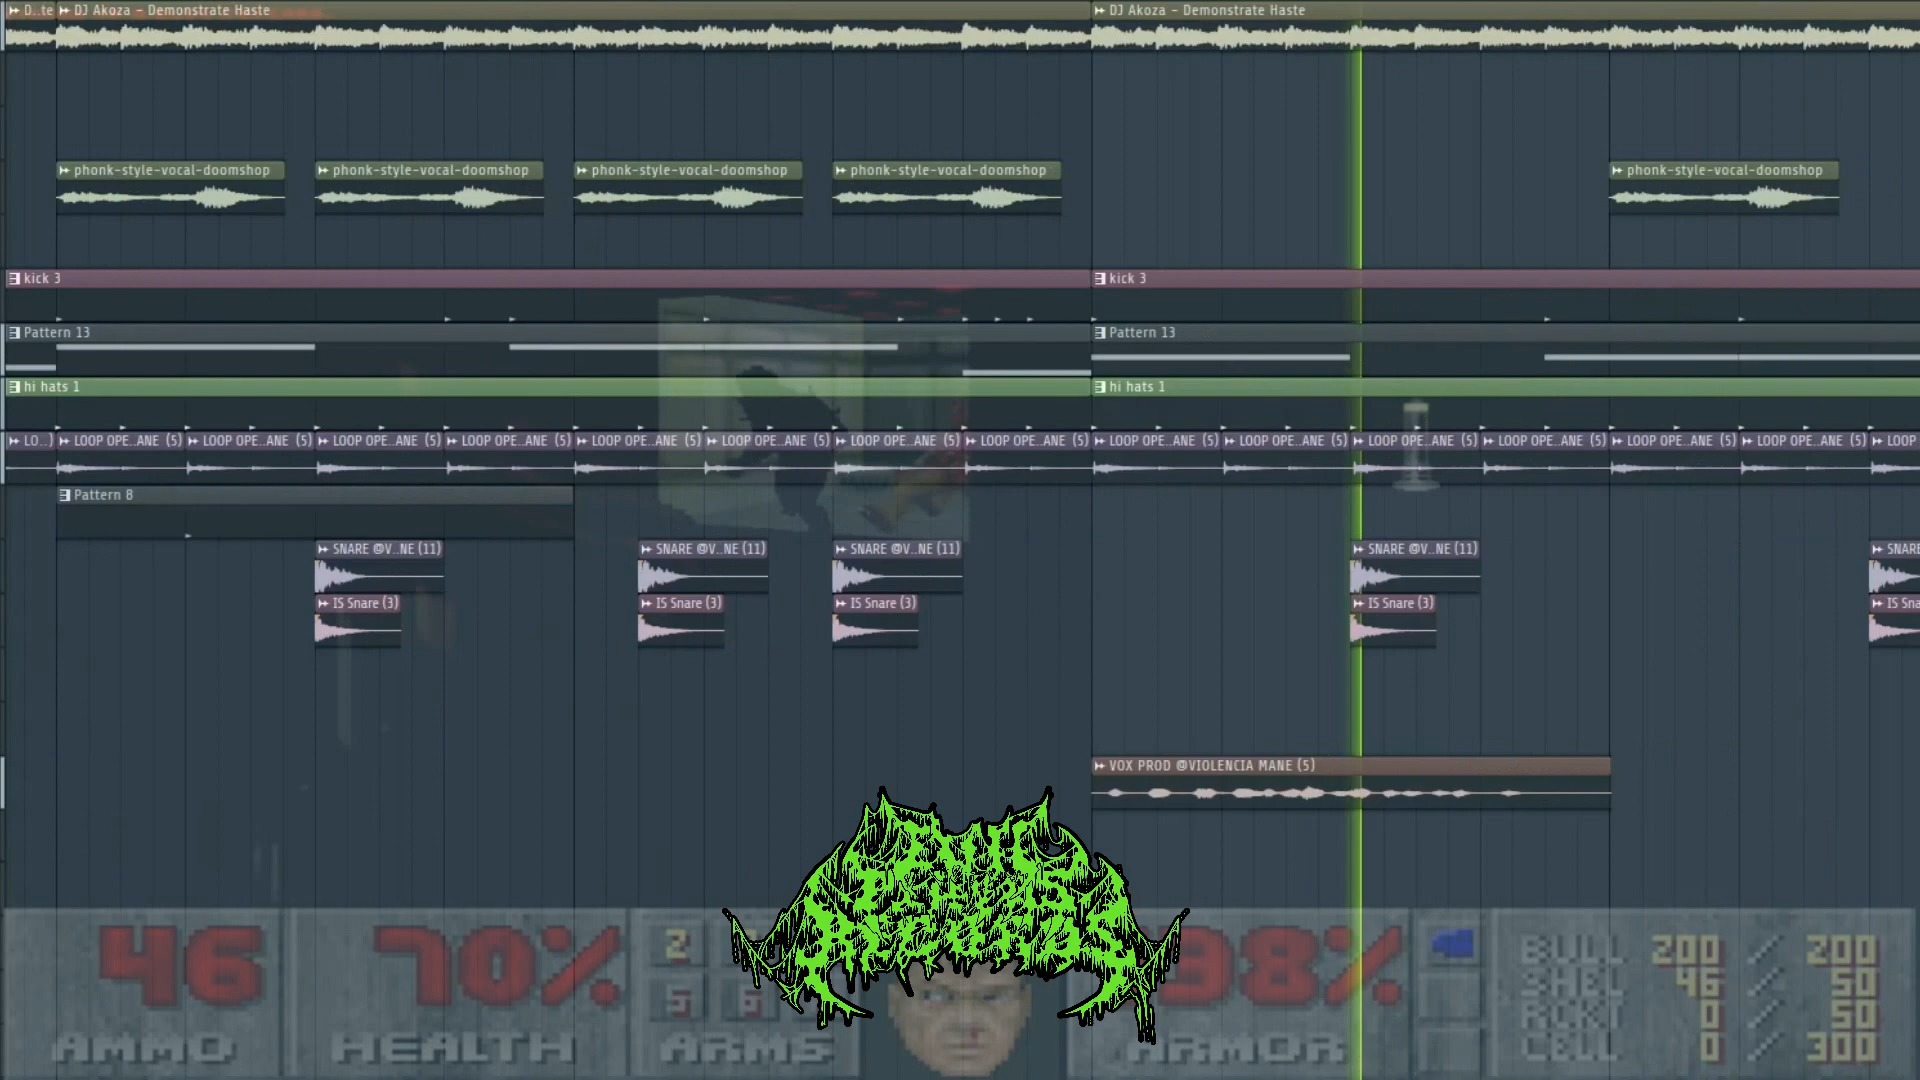 D..te DJ Akoza - Demonstrate Haste DJ Akoza - Demonstrate Haste
phonk-style-vocal-doomshop phonk-style-vocal-doomshop phonk-style-vocal-doomshop phonk-style-vocal-doomshop phonk-style-vocal-doomshop
kick 3 kick 3
Pattern 13 Pattern 13
hi hats 1 hi hats 1
LO..) LOOP OPE..ANE (5) LOOP OPE..ANE (5) LOOP OPE..ANE (5) LOOP OPE..ANE (5) LOOP OPE..ANE (5) LOOP OPE..ANE (5) LOOP OPE..ANE (5) LOOP OPE..ANE (5) LOOP OPE..ANE (5) LOOP OPE..ANE (5) LOOP OPE..ANE (5) LOOP OPE..ANE (5) LOOP OPE..ANE (5) LOOP OPE..ANE (5) LOOP
Pattern 8
SNARE @V..NE (11) SNARE @V..NE (11) SNARE @V..NE (11) SNARE @V..NE (11) SNARE
IS Snare (3) IS Snare (3) IS Snare (3) IS Snare (3) IS Sna
VOX PROD @VIOLENCIA MANE (5)
EVIL
RECORDS
46 70% 2 98%
5 6
AMMO HEALTH ARMS ARMOR
BULL 200 / 200
SHEL 46 / 50
RCKT 0 / 50
CELL 0 / 300